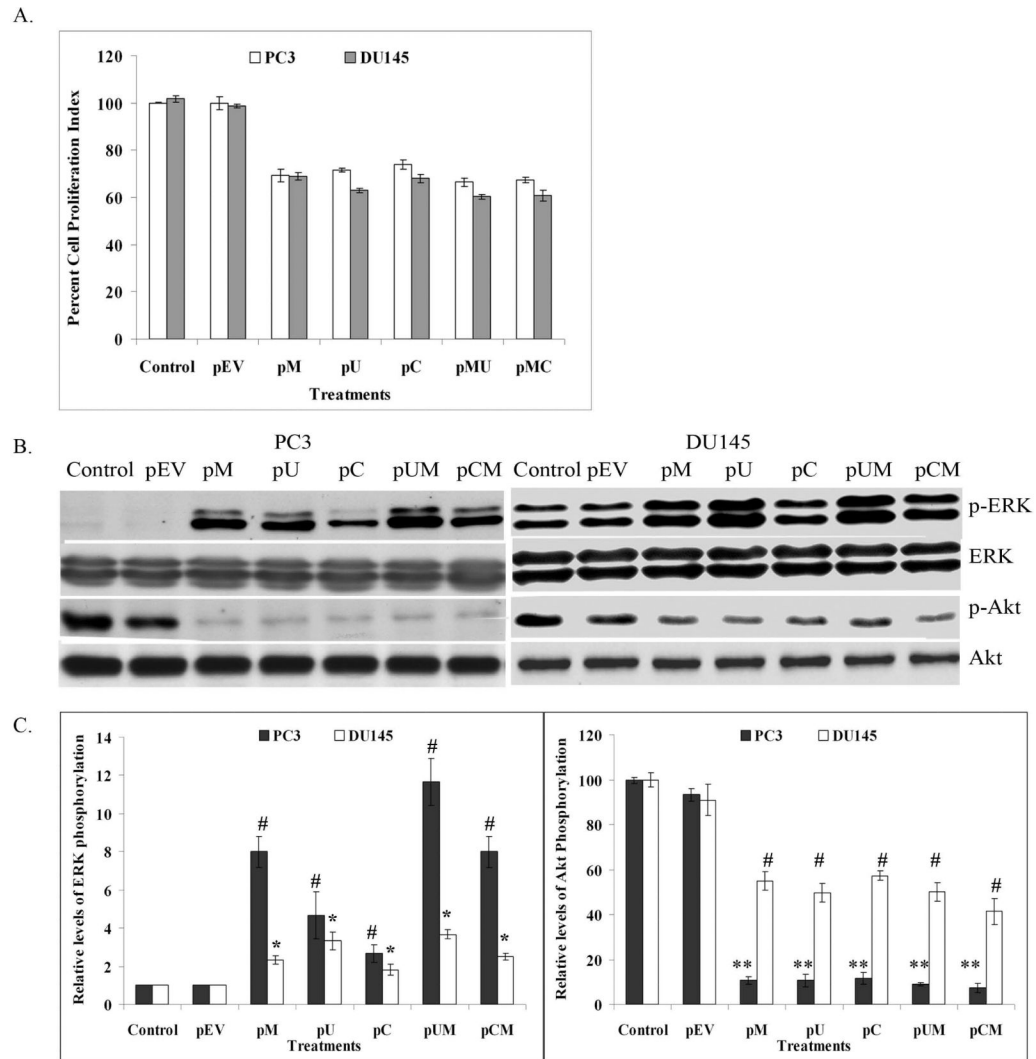 A.
PC3 DU145
Percent Cell Proliferation Index
120
100
80
60
40
20
0
Control pEV pM pU pC pMU pMC
Treatments
B.
PC3 DU145
Control pEV pM pU pC pUM pCM Control pEV pM pU pC pUM pCM
p-ERK
ERK
p-Akt
Akt
C.
PC3 DU145
Relative levels of ERK phosphorylation
14
12
10
8
6
4
2
0
# * # * # * # * # *
Control pEV pM pU pC pUM pCM
Treatments
PC3 DU145
Relative levels of Akt Phosphorylation
120
100
80
60
40
20
0
# # # # #
** ** ** ** **
Control pEV pM pU pC pUM pCM
Treatments